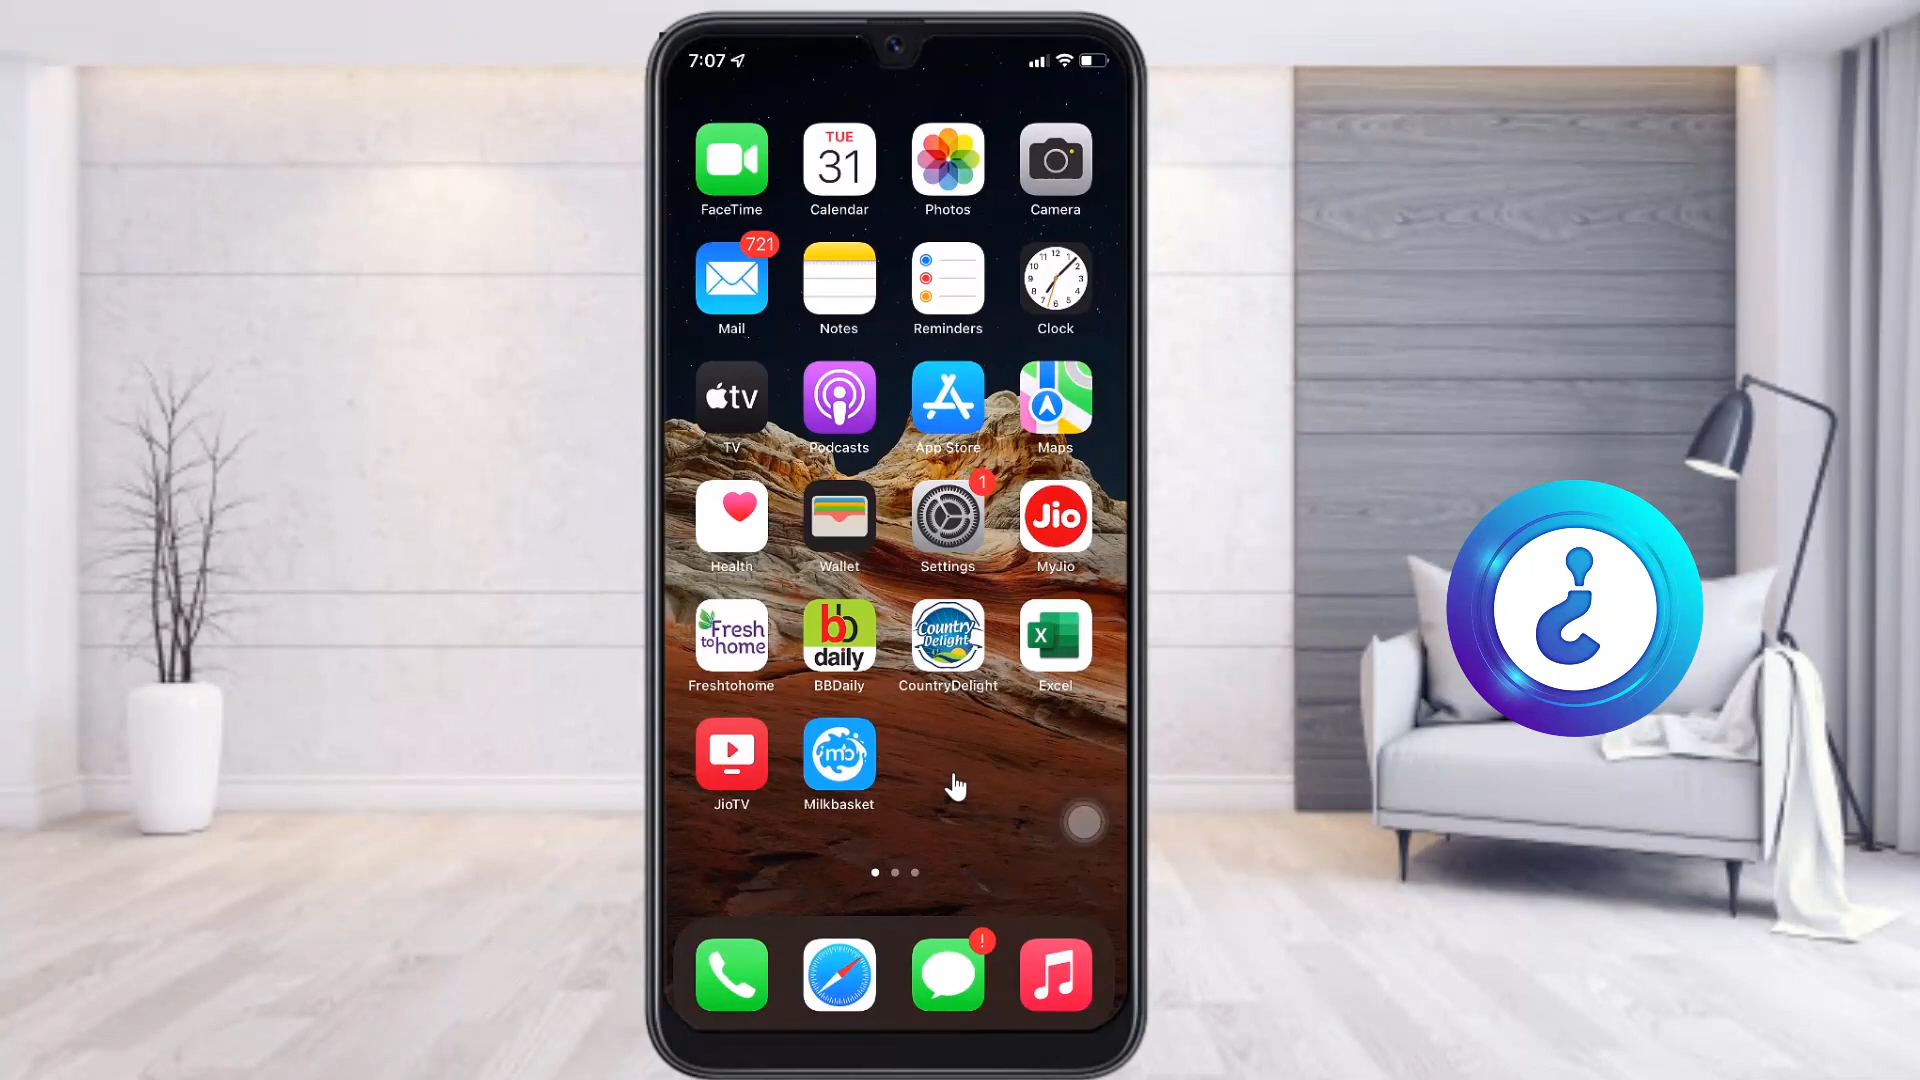 7:07
TUE
31
FaceTime
Calendar
Photos
Camera
721
Mail
Notes
Reminders
Clock
tv
TV
Podcasts
App Store
Maps
1
Jio
Health
Wallet
Settings
MyJio
Fresh
to home
bb
daily
Country
Delight
X
Freshtohome
BBDaily
CountryDelight
Excel
mb
JioTV
Milkbasket
!